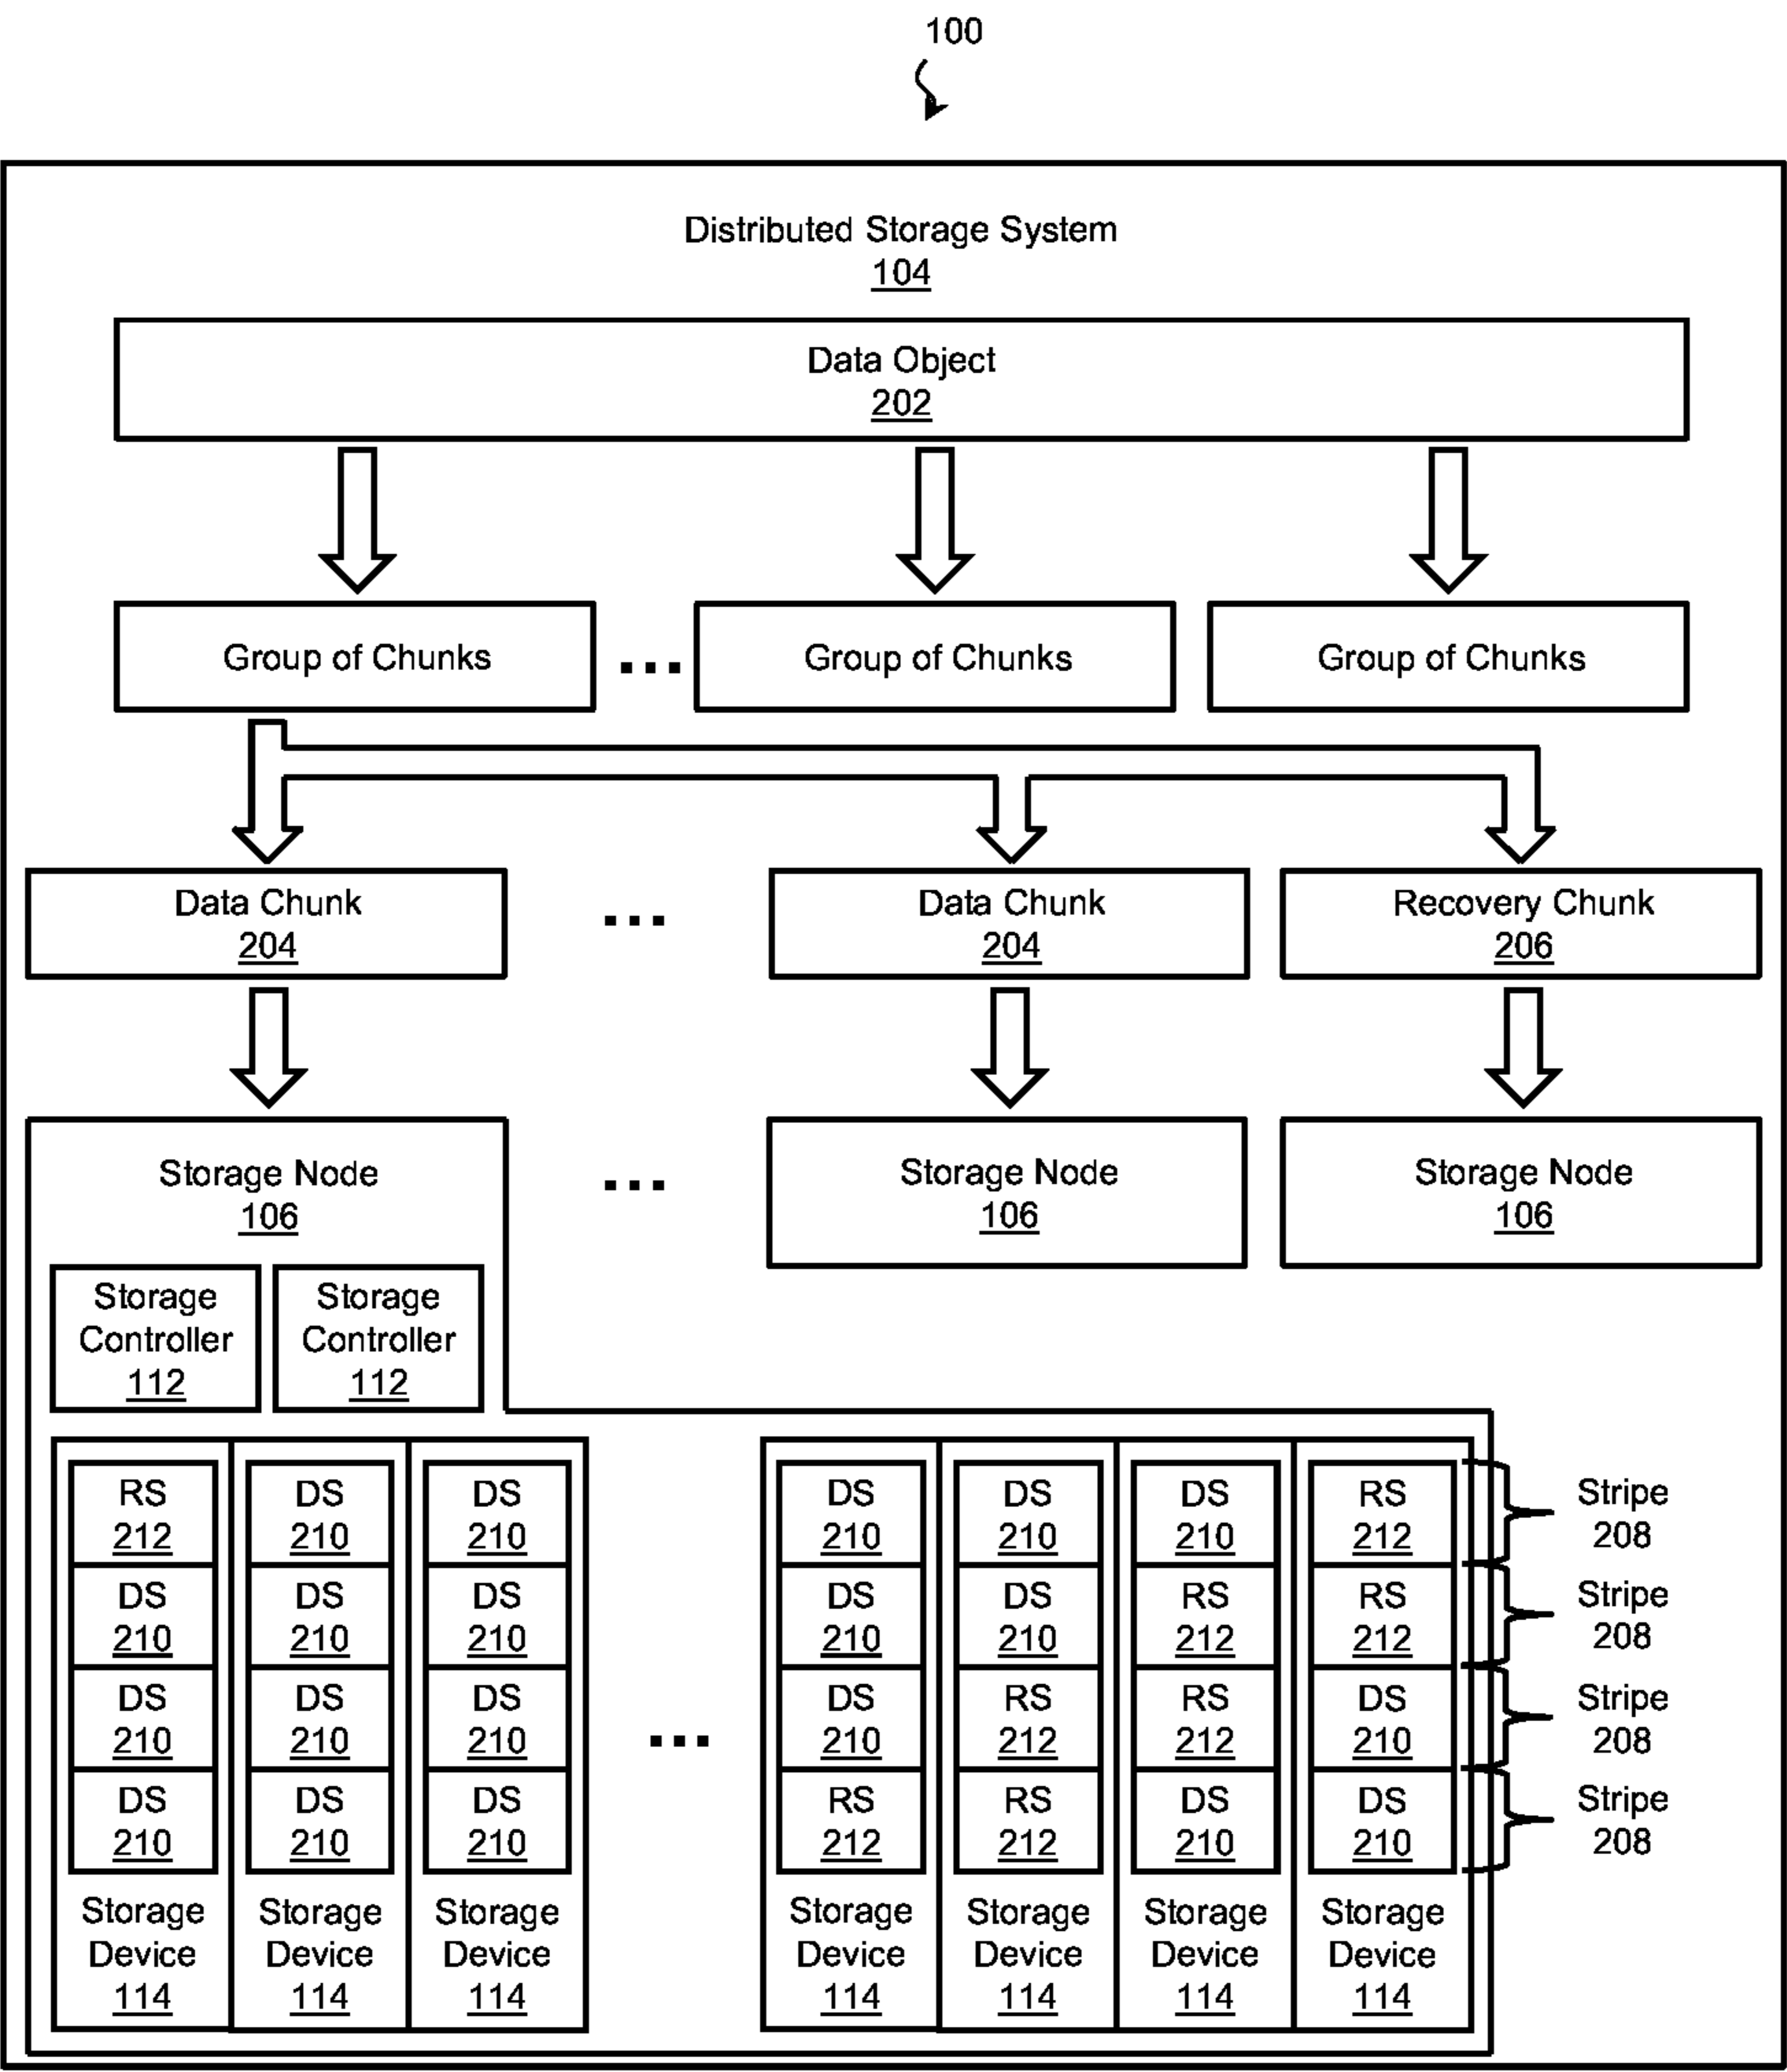 100
Distributed Storage System
104
Data Object
202
Group of Chunks ... Group of Chunks Group of Chunks
Data Chunk ... Data Chunk Recovery Chunk
204 204 206
Storage Node ... Storage Node Storage Node
106 106 106
Storage Storage
Controller Controller
112 112
RS DS DS DS DS DS RS Stripe
212 210 210 210 210 210 212 208
DS DS DS DS DS RS RS Stripe
210 210 210 210 210 212 212 208
DS DS DS ... DS RS RS DS Stripe
210 210 210 210 212 212 210 208
DS DS DS RS RS DS DS Stripe
210 210 210 212 212 210 210 208
Storage Storage Storage Storage Storage Storage Storage
Device Device Device Device Device Device Device
114 114 114 114 114 114 114